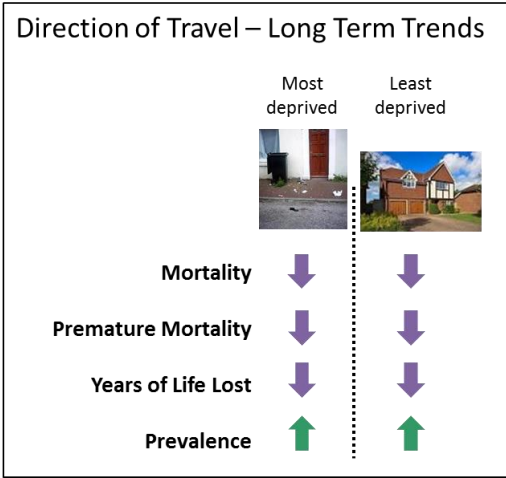 Direction of Travel – Long Term Trends
Most
deprived
Least
deprived
Mortality
Premature Mortality
Years of Life Lost
Prevalence